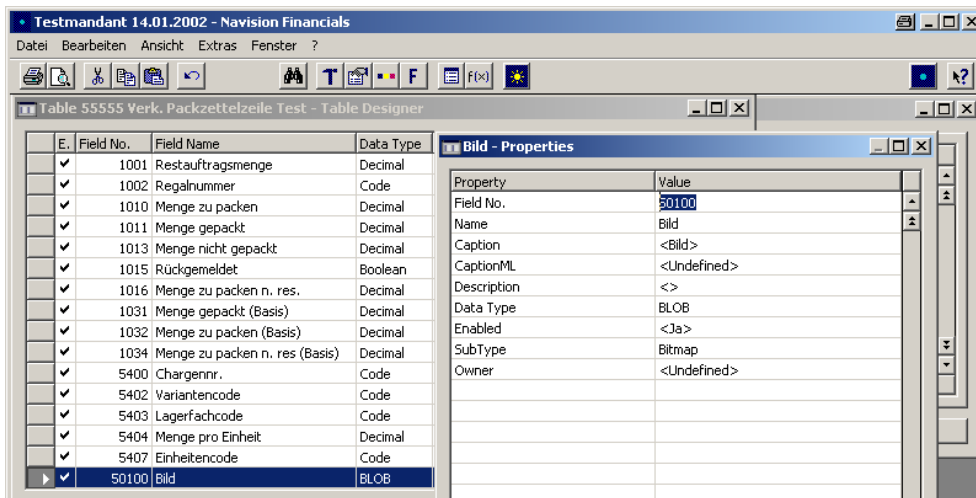 Testmandant 14.01.2002 - Navision Financials
Datei Bearbeiten Ansicht Extras Fenster ?
T F f(x) ?
Table 55555 Verk. Packzettelzeile Test - Table Designer
E. Field No. Field Name Data Type
1001 Restauftragsmenge Decimal
1002 Regalnummer Code
1010 Menge zu packen Decimal
1011 Menge gepackt Decimal
1013 Menge nicht gepackt Decimal
1015 Rückgemeldet Boolean
1016 Menge zu packen n. res. Decimal
1031 Menge gepackt (Basis) Decimal
1032 Menge zu packen (Basis) Decimal
1034 Menge zu packen n. res (Basis) Decimal
5400 Chargennr. Code
5402 Variantencode Code
5403 Lagerfachcode Code
5404 Menge pro Einheit Decimal
5407 Einheitencode Code
50100 Bild BLOB
Bild - Properties
Property Value
Field No. 50100
Name Bild
Caption <Bild>
CaptionML <Undefined>
Description <>
Data Type BLOB
Enabled <Ja>
SubType Bitmap
Owner <Undefined>